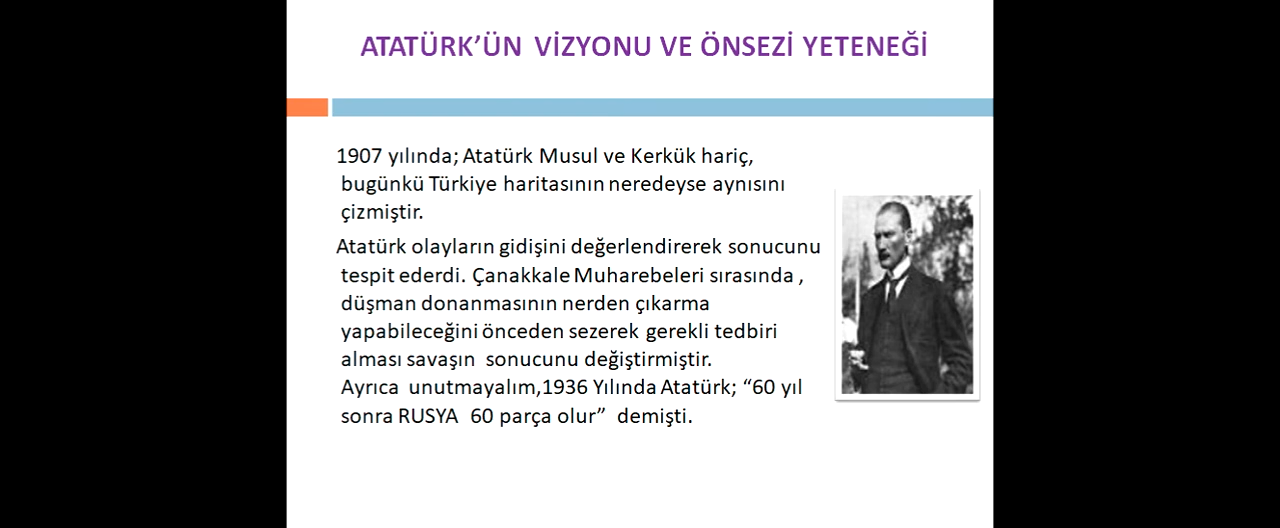 ATATÜRK’ÜN VİZYONU VE ÖNSEZİ YETENEĞİ
1907 yılında; Atatürk Musul ve Kerkük hariç,
bugünkü Türkiye haritasının neredeyse aynısını
çizmiştir.
Atatürk olayların gidişini değerlendirerek sonucunu
tespit ederdi. Çanakkale Muharebeleri sırasında ,
düşman donanmasının nerden çıkarma
yapabileceğini önceden sezerek gerekli tedbiri
alması savaşın sonucunu değiştirmiştir.
Ayrıca unutmayalım,1936 Yılında Atatürk; “60 yıl
sonra RUSYA 60 parça olur” demişti.